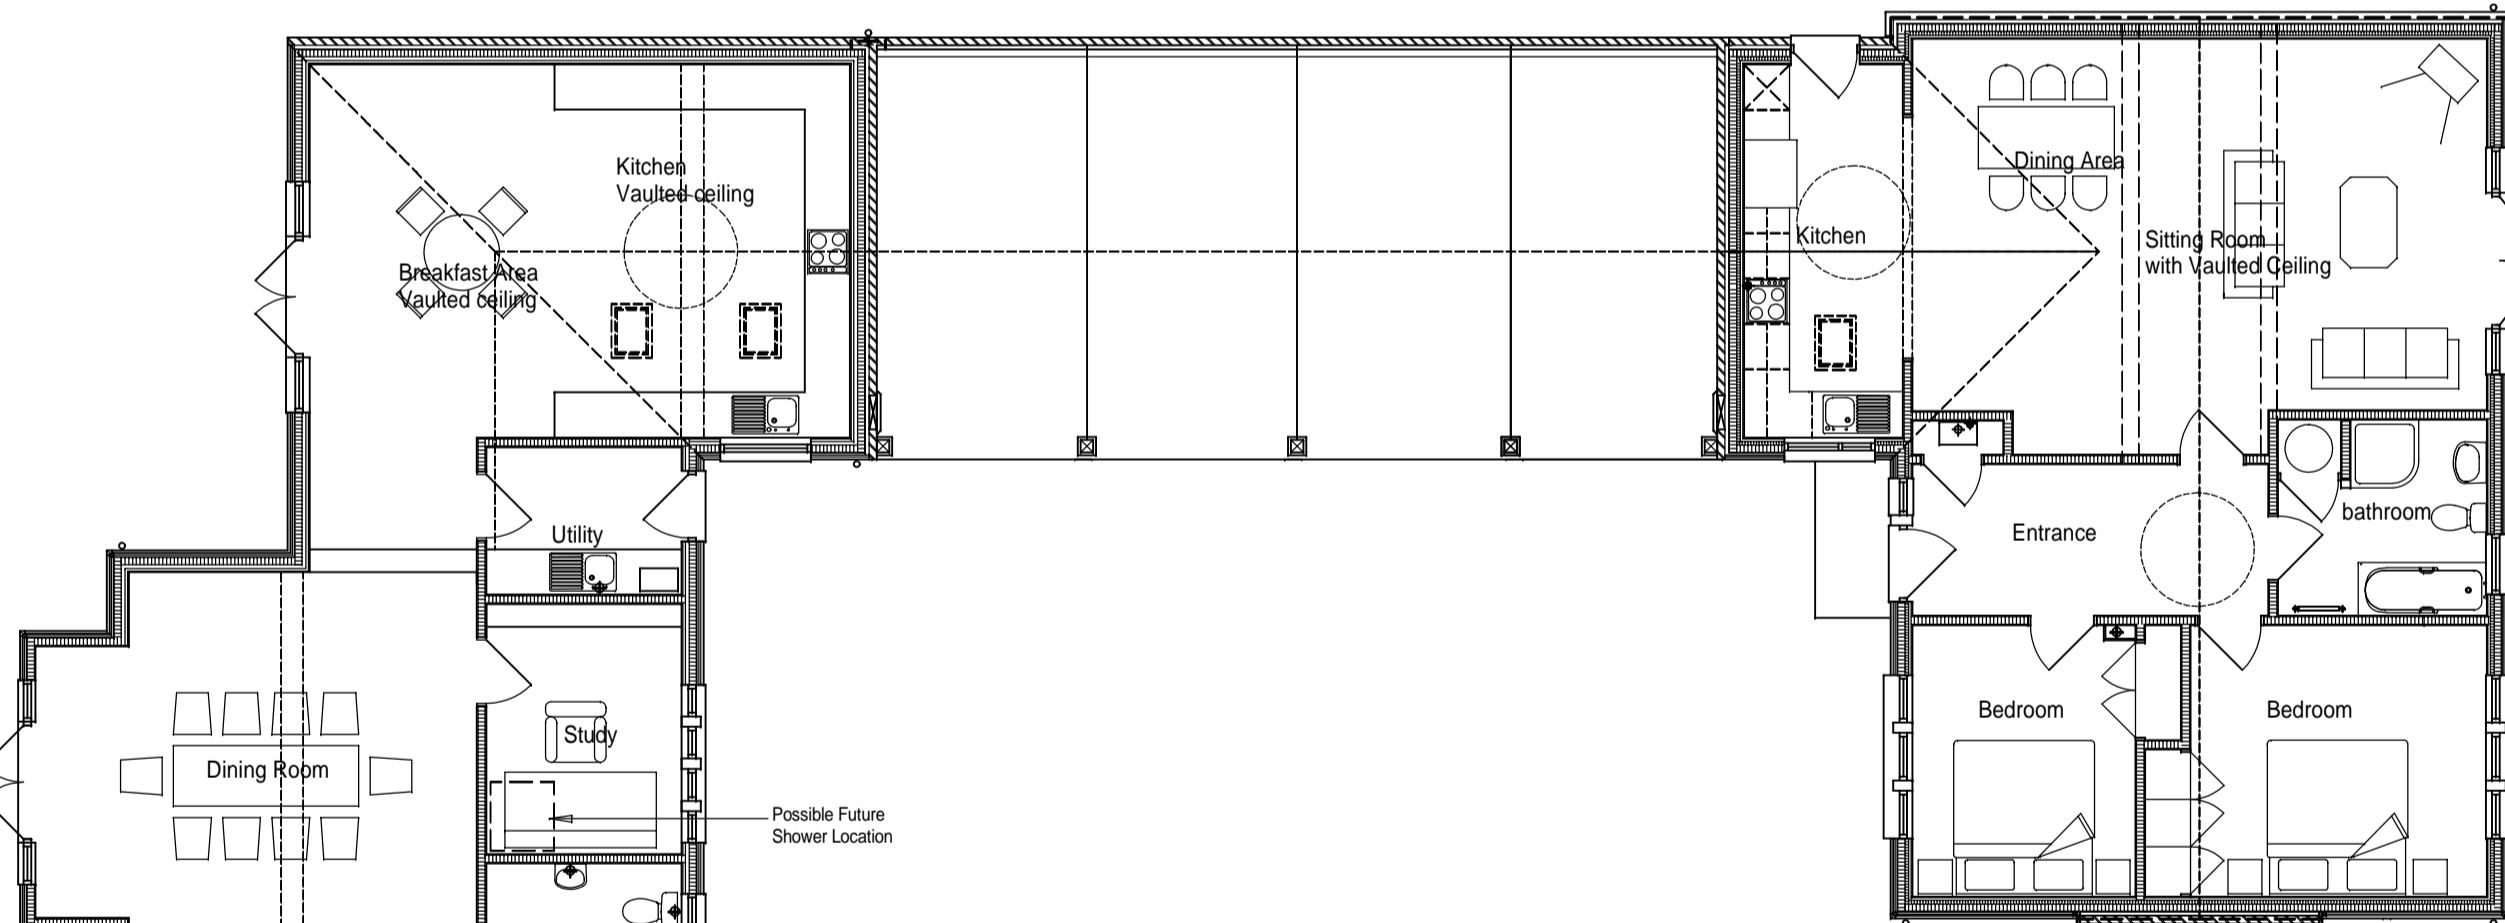 Kitchen
Vaulted ceiling
Breakfast Area
Vaulted ceiling
Utility
Study
Dining Room
Possible Future
Shower Location
Kitchen
Dining Area
Sitting Room
with Vaulted Ceiling
Entrance
bathroom
Bedroom
Bedroom